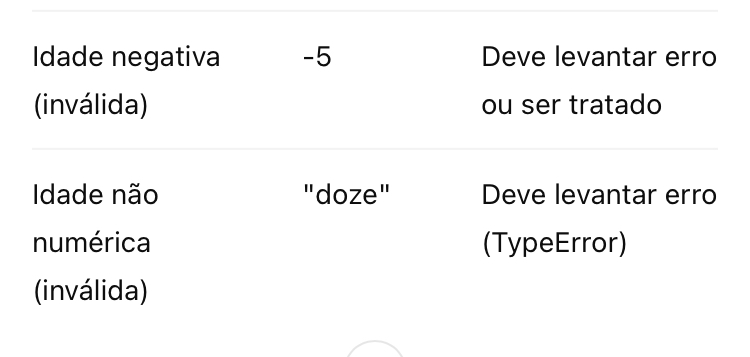 Idade negativa -5 Deve levantar erro
(inválida) ou ser tratado
Idade não "doze" Deve levantar erro
numérica (TypeError)
(inválida)